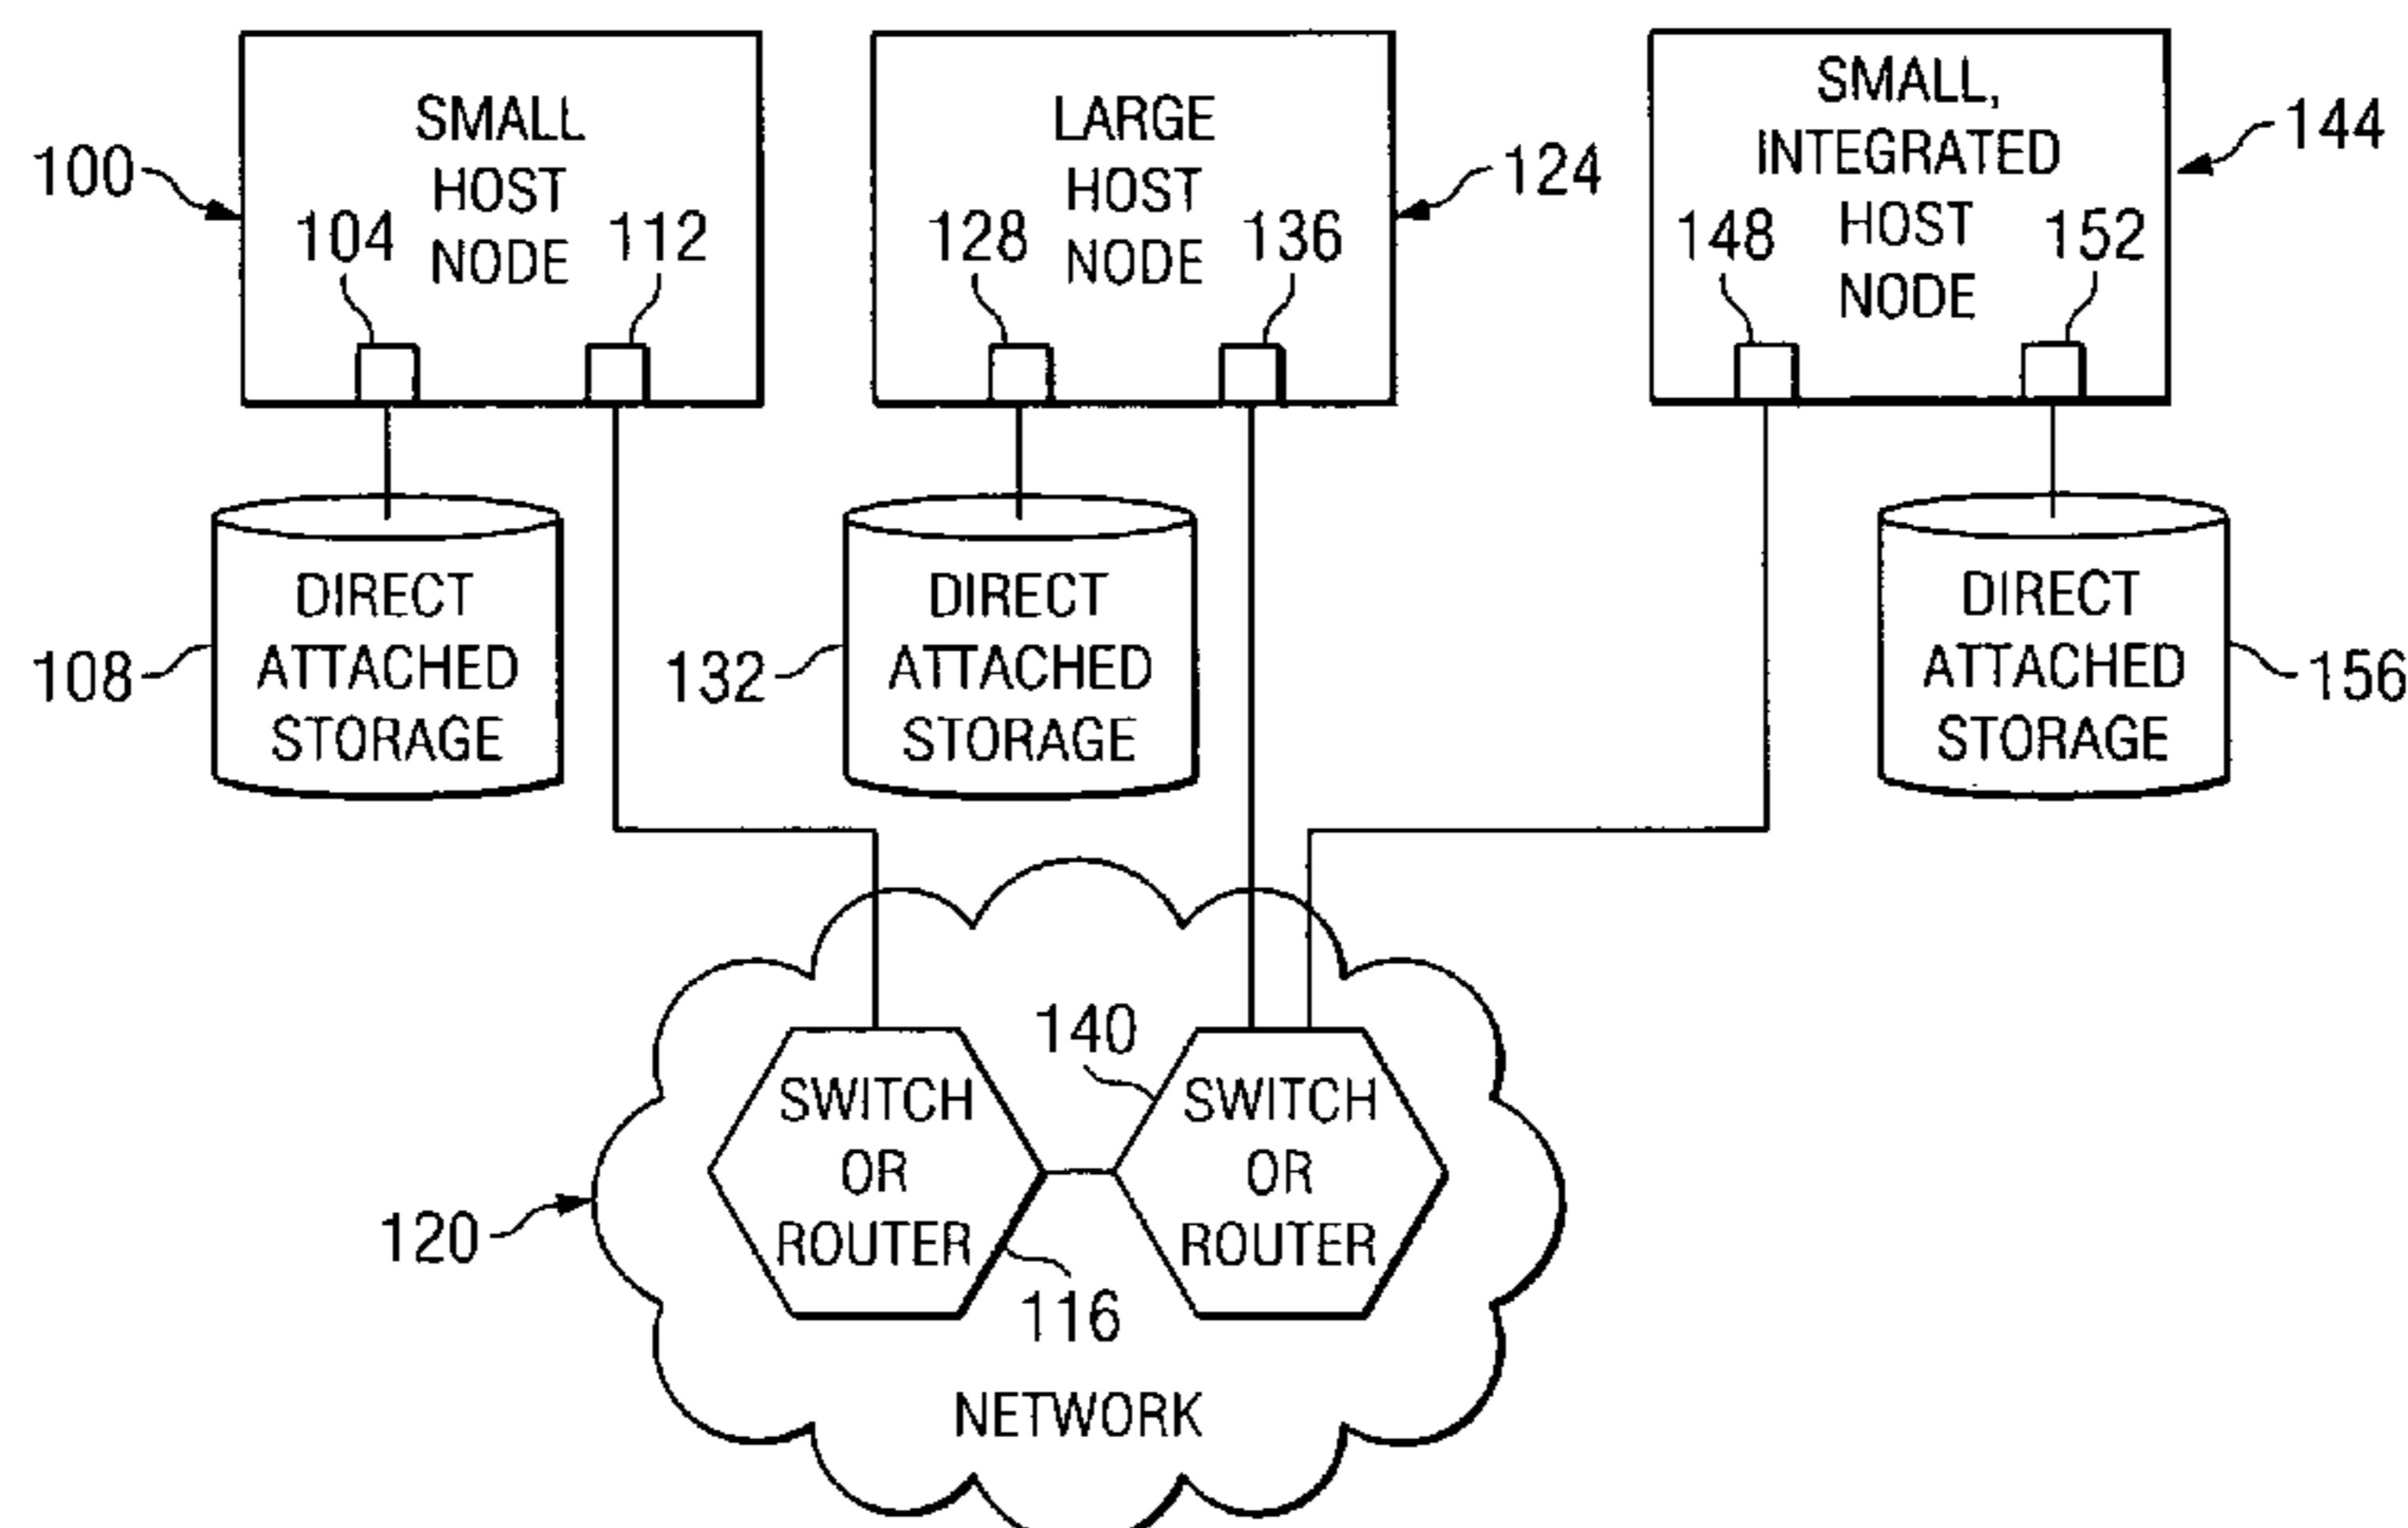 SMALL
HOST
NODE
100
104
112
LARGE
HOST
NODE
124
128
136
SMALL,
INTEGRATED
HOST
NODE
144
148
152
DIRECT
ATTACHED
STORAGE
108
DIRECT
ATTACHED
STORAGE
132
DIRECT
ATTACHED
STORAGE
156
140
SWITCH
OR
ROUTER
SWITCH
OR
ROUTER
120
116
NETWORK